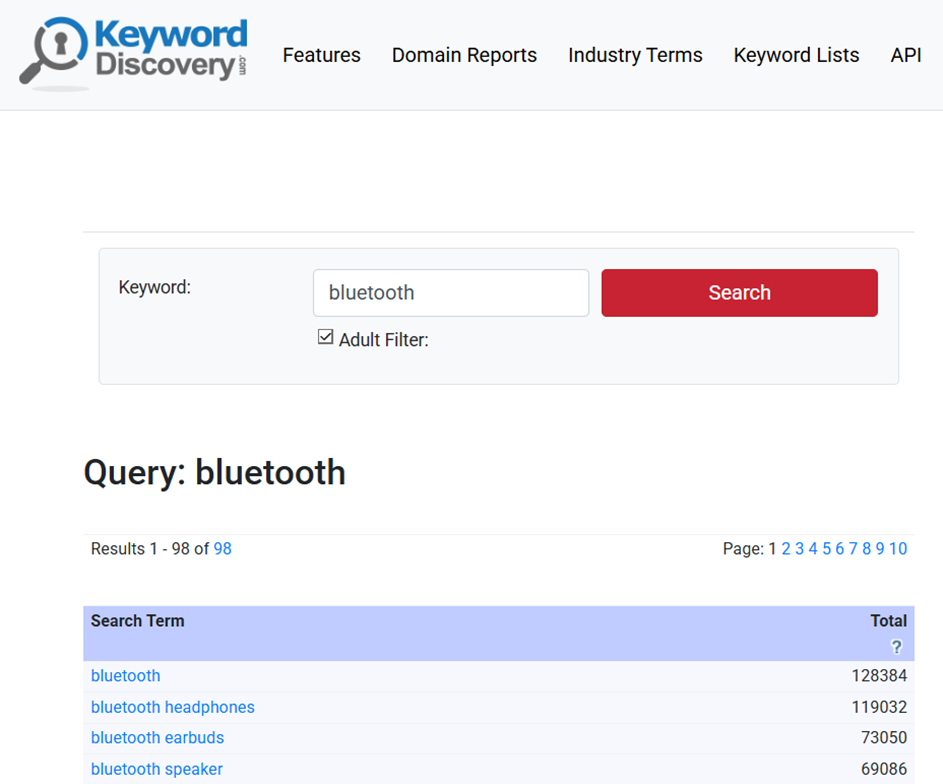 Keyword
Discovery.com
Features Domain Reports Industry Terms Keyword Lists API
Keyword: bluetooth Search
Adult Filter:
Query: bluetooth
Results 1 - 98 of 98 Page: 1 2 3 4 5 6 7 8 9 10
Search Term Total
?
bluetooth 128384
bluetooth headphones 119032
bluetooth earbuds 73050
bluetooth speaker 69086